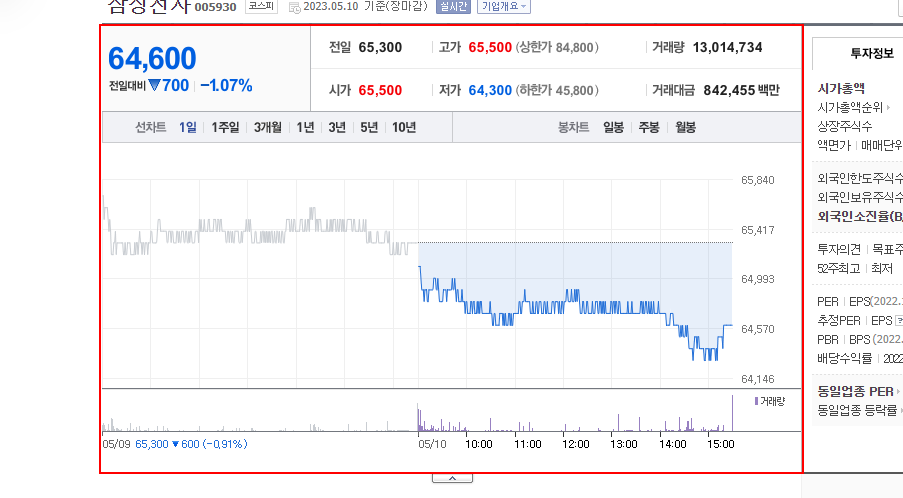 삼성전자 005930 코스피 2023.05.10 기준(장마감) 실시간 기업개요
64,600
전일대비 ▼700 | -1.07%
전일 65,300 | 고가 65,500 (상한가 84,800) | 거래량 13,014,734
시가 65,500 | 저가 64,300 (하한가 45,800) | 거래대금 842,455 백만
선차트 1일 1주일 3개월 1년 3년 5년 10년 봉차트 일봉 주봉 월봉
65,840
65,417
64,993
64,570
64,146
거래량
05/09 65,300 ▼ 600 (-0.91%) 05/10 10:00 11:00 12:00 13:00 14:00 15:00
투자정보
시가총액
시가총액순위
상장주식수
액면가 | 매매단위
외국인한도주식수
외국인보유주식수
외국인소진율(B/
투자의견 | 목표주
52주최고 | 최저
PER | EPS(2022.
추정PER | EPS ?
PBR | BPS (2022.
배당수익률 | 2022
동일업종 PER
동일업종 등락률